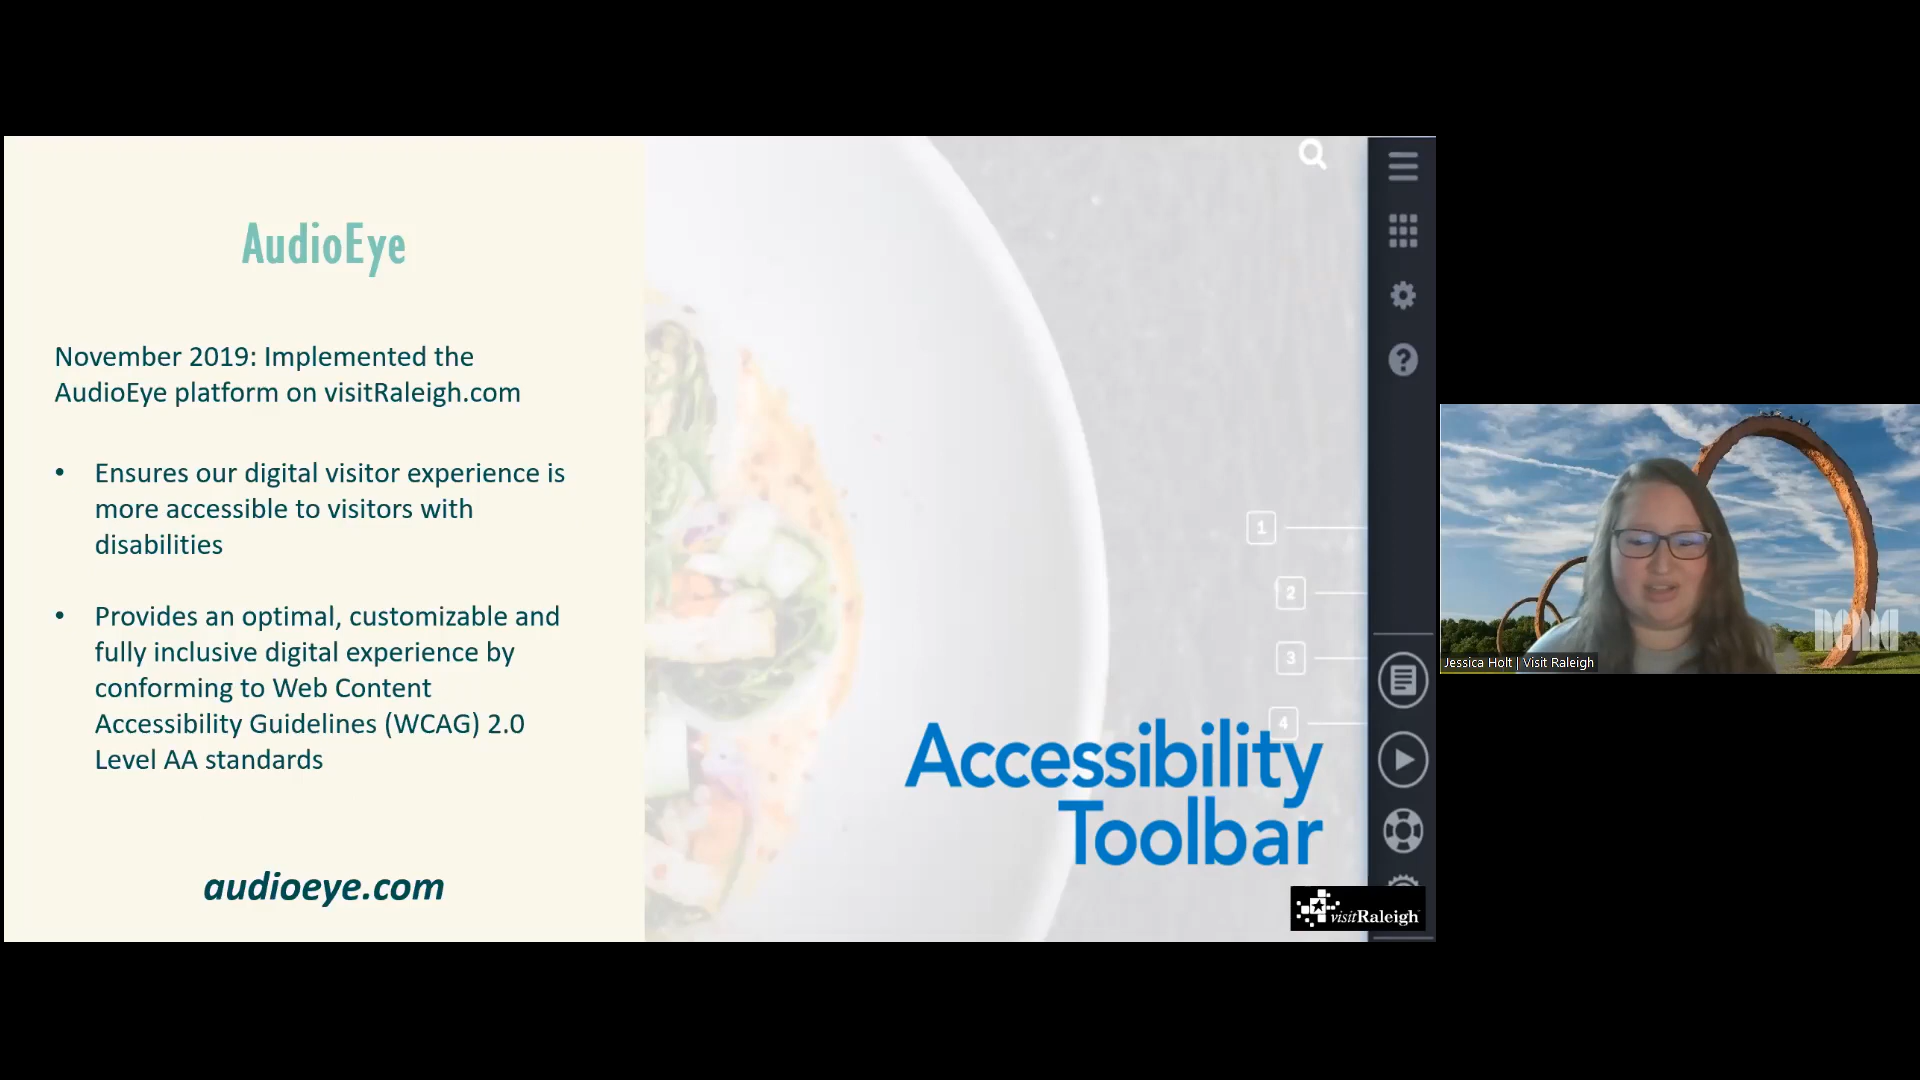 AudioEye
November 2019: Implemented the
AudioEye platform on visitRaleigh.com
• Ensures our digital visitor experience is
more accessible to visitors with
disabilities
• Provides an optimal, customizable and
fully inclusive digital experience by
conforming to Web Content
Accessibility Guidelines (WCAG) 2.0
Level AA standards
audioeye.com
1
2
3
4
Accessibility
Toolbar
visitRaleigh
Jessica Holt | Visit Raleigh